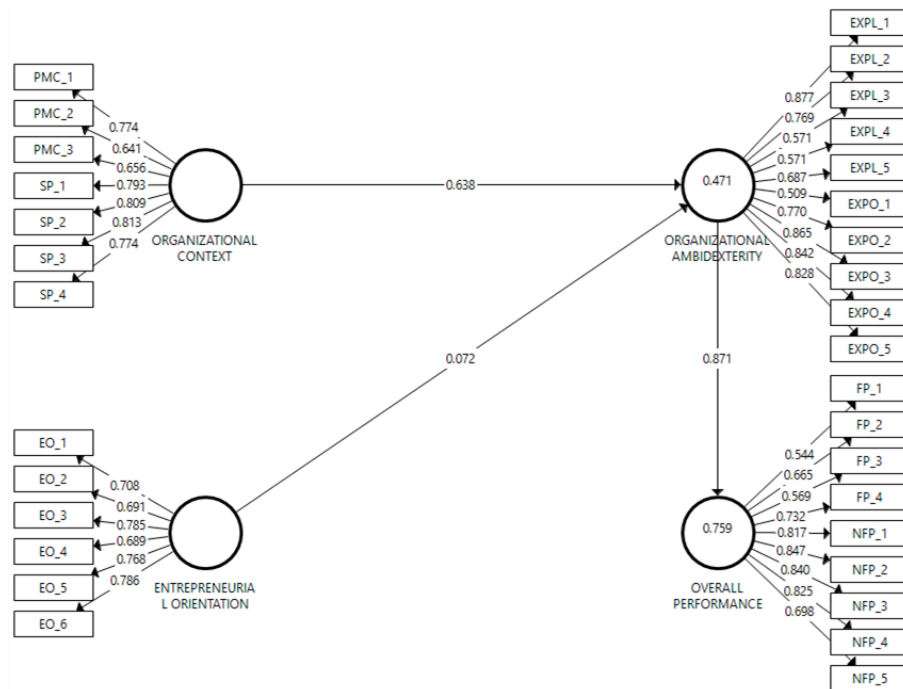 PMC_1
PMC_2
PMC_3
SP_1
SP_2
SP_3
SP_4
0.774
0.641
0.656
0.793
0.809
0.813
0.774
ORGANIZATIONAL
CONTEXT
0.638
0.471
ORGANIZATIONAL
AMBIDEXTERITY
0.877
0.769
0.571
0.571
0.687
0.509
0.770
0.865
0.842
0.828
EXPL_1
EXPL_2
EXPL_3
EXPL_4
EXPL_5
EXPO_1
EXPO_2
EXPO_3
EXPO_4
EXPO_5
0.072
0.871
EO_1
EO_2
EO_3
EO_4
EO_5
EO_6
0.708
0.691
0.785
0.689
0.768
0.786
ENTREPRENEURIA
L ORIENTATION
0.759
OVERALL
PERFORMANCE
0.544
0.665
0.569
0.732
0.817
0.847
0.840
0.825
0.698
FP_1
FP_2
FP_3
FP_4
NFP_1
NFP_2
NFP_3
NFP_4
NFP_5